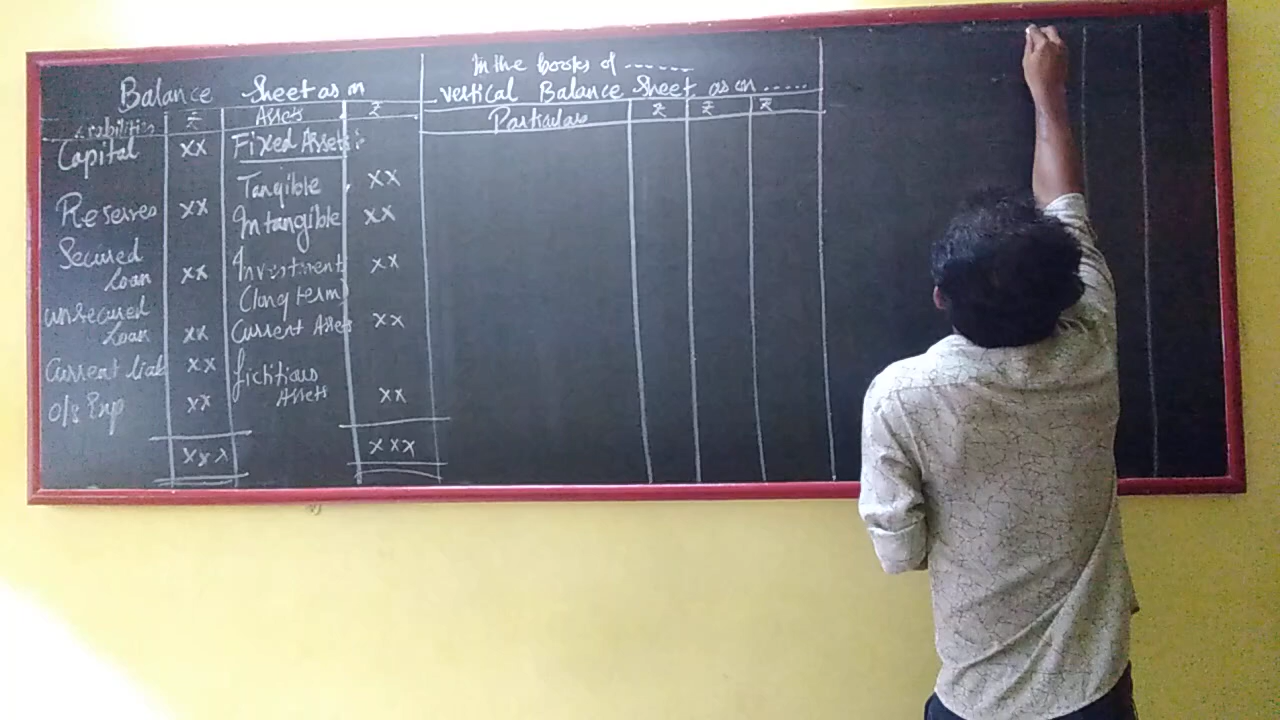 Balance Sheet as on
Liabilities ₹ Assets ₹
Capital xx Fixed Assets:
Tangible xx
Reserves xx Intangible xx
Secured
Loan xx Investment xx
(long term)
unsecured
Loan xx Current Assets xx
Current liab xx fictitious
Assets xx
O/s Exp xx
xxx xxx
In the books of ......
Vertical Balance Sheet as on .....
Particulars ₹ ₹ ₹